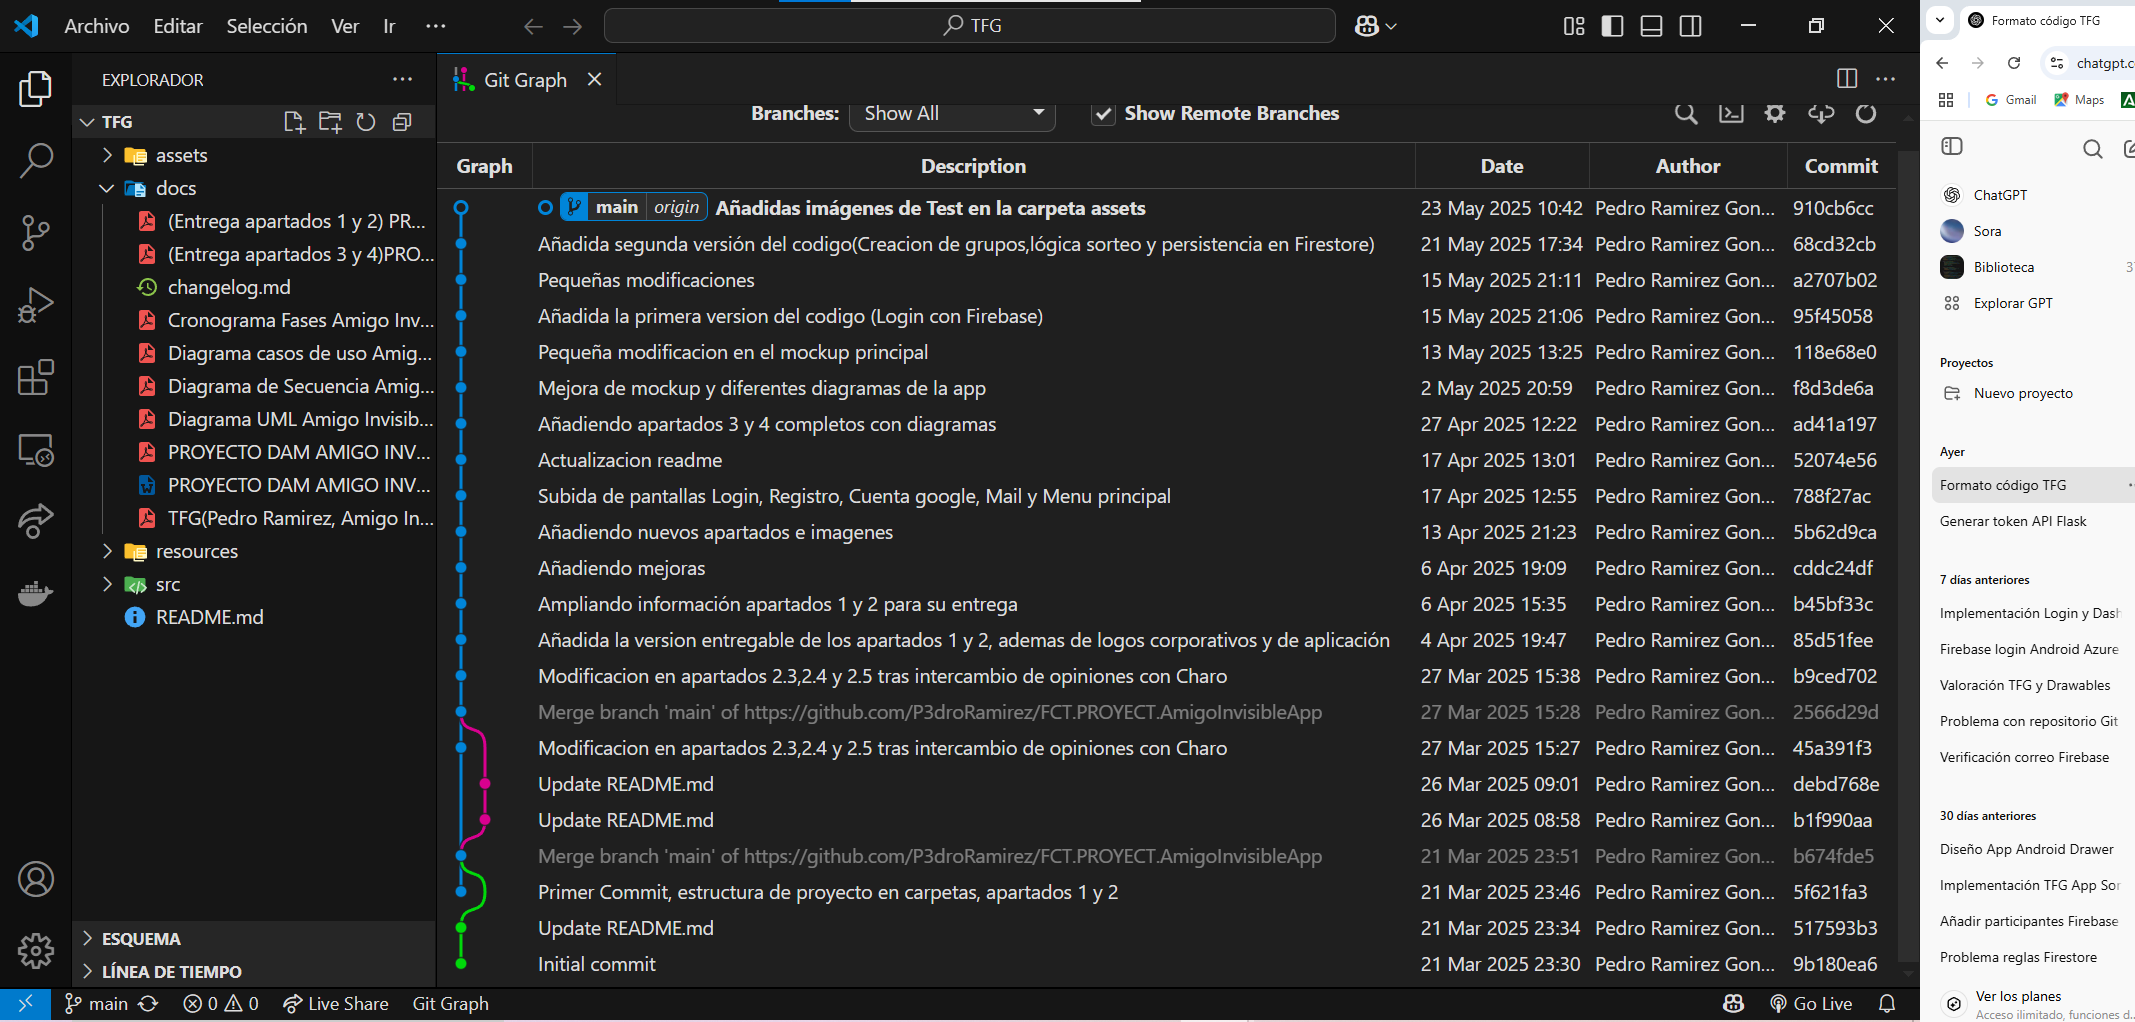 Archivo Editar Selección Ver Ir ··· TFG
EXPLORADOR ···
TFG
assets
docs
(Entrega apartados 1 y 2) PR...
(Entrega apartados 3 y 4)PRO...
changelog.md
Cronograma Fases Amigo Inv...
Diagrama casos de uso Amig...
Diagrama de Secuencia Amig...
Diagrama UML Amigo Invisib...
PROYECTO DAM AMIGO INV...
PROYECTO DAM AMIGO INV...
TFG(Pedro Ramirez, Amigo In...
resources
src
README.md
ESQUEMA
LÍNEA DE TIEMPO
Git Graph
Branches: Show All Show Remote Branches
Graph Description Date Author Commit
main origin Añadidas imágenes de Test en la carpeta assets 23 May 2025 10:42 Pedro Ramirez Gon... 910cb6cc
Añadida segunda versión del codigo(Creacion de grupos,lógica sorteo y persistencia en Firestore) 21 May 2025 17:34 Pedro Ramirez Gon... 68cd32cb
Pequeñas modificaciones 15 May 2025 21:11 Pedro Ramirez Gon... a2707b02
Añadida la primera version del codigo (Login con Firebase) 15 May 2025 21:06 Pedro Ramirez Gon... 95f45058
Pequeña modificacion en el mockup principal 13 May 2025 13:25 Pedro Ramirez Gon... 118e68e0
Mejora de mockup y diferentes diagramas de la app 2 May 2025 20:59 Pedro Ramirez Gon... f8d3de6a
Añadiendo apartados 3 y 4 completos con diagramas 27 Apr 2025 12:22 Pedro Ramirez Gon... ad41a197
Actualizacion readme 17 Apr 2025 13:01 Pedro Ramirez Gon... 52074e56
Subida de pantallas Login, Registro, Cuenta google, Mail y Menu principal 17 Apr 2025 12:55 Pedro Ramirez Gon... 788f27ac
Añadiendo nuevos apartados e imagenes 13 Apr 2025 21:23 Pedro Ramirez Gon... 5b62d9ca
Añadiendo mejoras 6 Apr 2025 19:09 Pedro Ramirez Gon... cddc24df
Ampliando información apartados 1 y 2 para su entrega 6 Apr 2025 15:35 Pedro Ramirez Gon... b45bf33c
Añadida la version entregable de los apartados 1 y 2, ademas de logos corporativos y de aplicación 4 Apr 2025 19:47 Pedro Ramirez Gon... 85d51fee
Modificacion en apartados 2.3,2.4 y 2.5 tras intercambio de opiniones con Charo 27 Mar 2025 15:38 Pedro Ramirez Gon... b9ced702
Merge branch 'main' of https://github.com/P3droRamirez/FCT.PROYECT.AmigoInvisibleApp 27 Mar 2025 15:28 Pedro Ramirez Gon... 2566d29d
Modificacion en apartados 2.3,2.4 y 2.5 tras intercambio de opiniones con Charo 27 Mar 2025 15:27 Pedro Ramirez Gon... 45a391f3
Update README.md 26 Mar 2025 09:01 Pedro Ramirez Gon... debd768e
Update README.md 26 Mar 2025 08:58 Pedro Ramirez Gon... b1f990aa
Merge branch 'main' of https://github.com/P3droRamirez/FCT.PROYECT.AmigoInvisibleApp 21 Mar 2025 23:51 Pedro Ramirez Gon... b674fde5
Primer Commit, estructura de proyecto en carpetas, apartados 1 y 2 21 Mar 2025 23:46 Pedro Ramirez Gon... 5f621fa3
Update README.md 21 Mar 2025 23:34 Pedro Ramirez Gon... 517593b3
Initial commit 21 Mar 2025 23:30 Pedro Ramirez Gon... 9b180ea6
main 0 0 Live Share Git Graph Go Live
Formato código TFG
chatgpt.c
Gmail Maps
ChatGPT
Sora
Biblioteca
Explorar GPT
Proyectos
Nuevo proyecto
Ayer
Formato código TFG
Generar token API Flask
7 días anteriores
Implementación Login y Dash
Firebase login Android Azure
Valoración TFG y Drawables
Problema con repositorio Git
Verificación correo Firebase
30 días anteriores
Diseño App Android Drawer
Implementación TFG App Sor
Añadir participantes Firebase
Problema reglas Firestore
Ver los planes
Acceso ilimitado, funciones d...